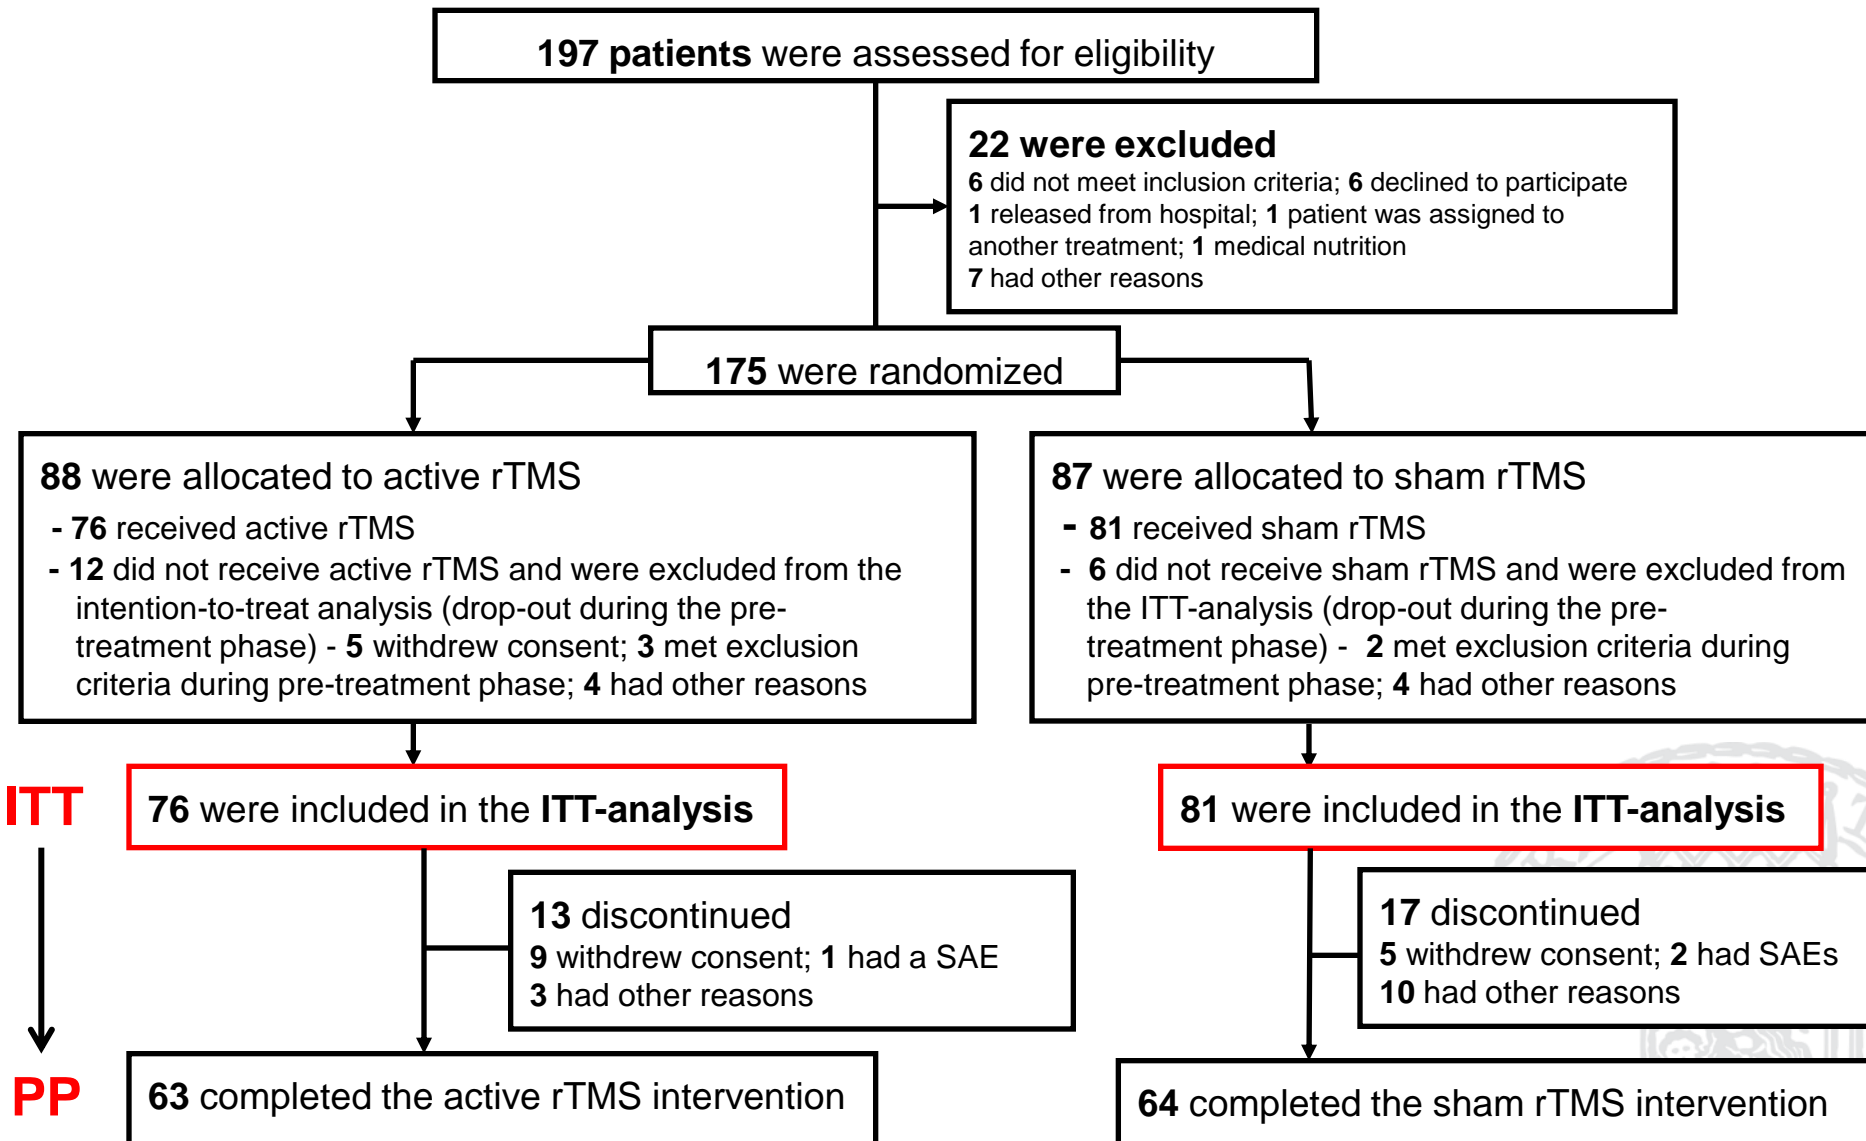 197 patients were assessed for eligibility
22 were excluded
6 did not meet inclusion criteria; 6 declined to participate
1 released from hospital; 1 patient was assigned to
another treatment; 1 medical nutrition
7 had other reasons
175 were randomized
88 were allocated to active rTMS
- 76 received active rTMS
- 12 did not receive active rTMS and were excluded from the
intention-to-treat analysis (drop-out during the pre-
treatment phase) - 5 withdrew consent; 3 met exclusion
criteria during pre-treatment phase; 4 had other reasons
87 were allocated to sham rTMS
- 81 received sham rTMS
- 6 did not receive sham rTMS and were excluded from
the ITT-analysis (drop-out during the pre-
treatment phase) - 2 met exclusion criteria during
pre-treatment phase; 4 had other reasons
ITT
76 were included in the ITT-analysis
81 were included in the ITT-analysis
13 discontinued
9 withdrew consent; 1 had a SAE
3 had other reasons
17 discontinued
5 withdrew consent; 2 had SAEs
10 had other reasons
PP
63 completed the active rTMS intervention
64 completed the sham rTMS intervention